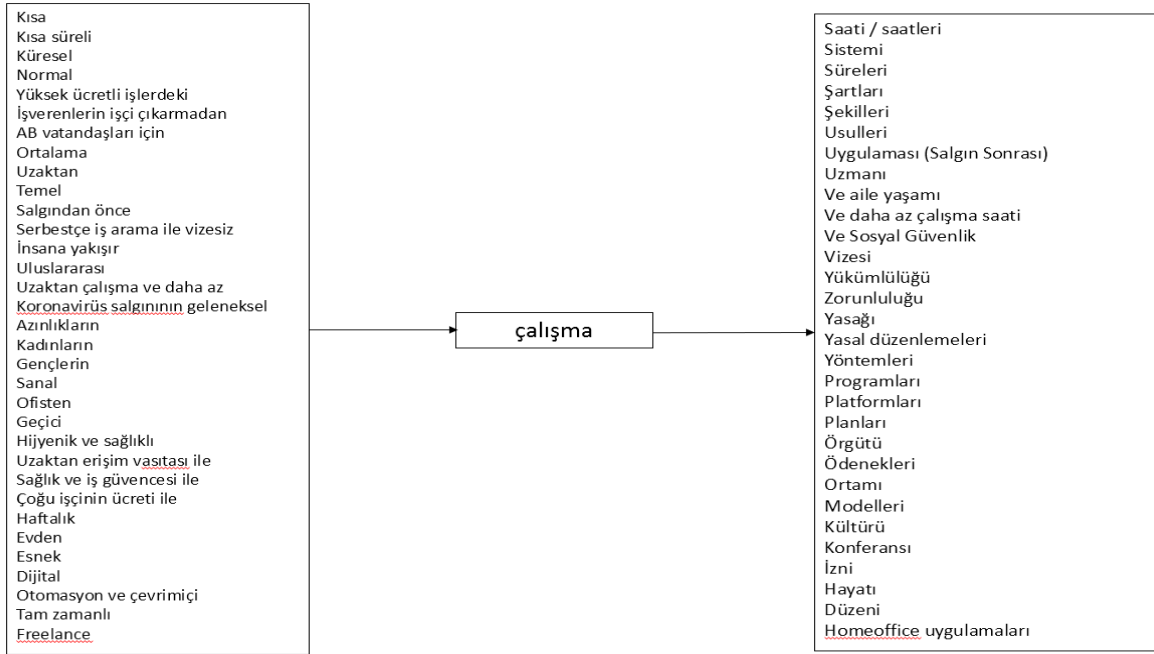 Kısa
Kısa süreli
Küresel
Normal
Yüksek ücretli işlerdeki
İşverenlerin işçi çıkarmadan
AB vatandaşları için
Ortalama
Uzaktan
Temel
Salgından önce
Serbestçe iş arama ile vizesiz
İnsana yakışır
Uluslararası
Uzaktan çalışma ve daha az
Koronavirüs salgınının geleneksel
Azınlıkların
Kadınların
Gençlerin
Sanal
Ofisten
Geçici
Hijyenik ve sağlıklı
Uzaktan erişim vasıtası ile
Sağlık ve iş güvencesi ile
Çoğu işçinin ücreti ile
Haftalık
Evden
Esnek
Dijital
Otomasyon ve çevrimiçi
Tam zamanlı
Freelance
çalışma
Saati / saatleri
Sistemi
Süreleri
Şartları
Şekilleri
Usulleri
Uygulaması (Salgın Sonrası)
Uzmanı
Ve aile yaşamı
Ve daha az çalışma saati
Ve Sosyal Güvenlik
Vizesi
Yükümlülüğü
Zorunluluğu
Yasağı
Yasal düzenlemeleri
Yöntemleri
Programları
Platformları
Planları
Örgütü
Ödenekleri
Ortamı
Modelleri
Kültürü
Konferansı
İzni
Hayatı
Düzeni
Homeoffice uygulamaları